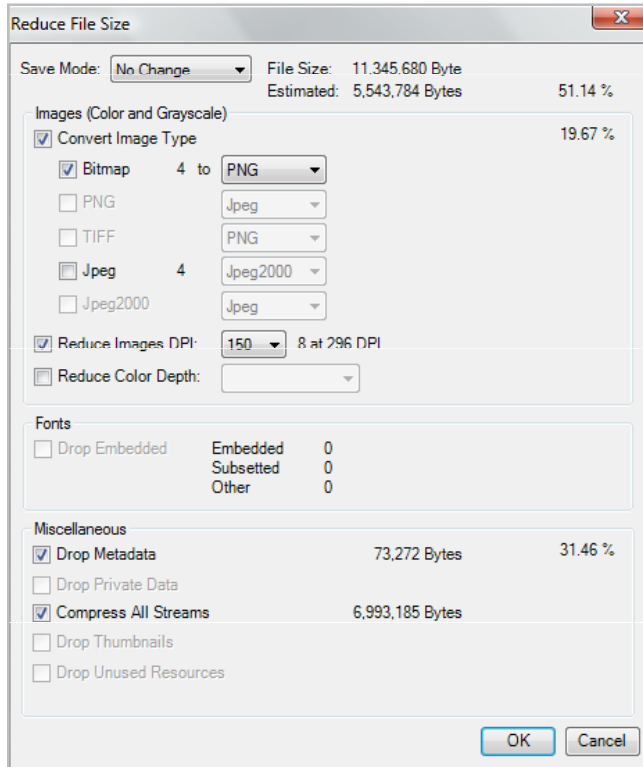 Reduce File Size
Save Mode: No Change File Size: 11.345.680 Byte
Estimated: 5,543,784 Bytes 51.14 %
Images (Color and Grayscale)
Convert Image Type 19.67 %
Bitmap 4 to PNG
PNG Jpeg
TIFF PNG
Jpeg 4 Jpeg2000
Jpeg2000 Jpeg
Reduce Images DPI: 150 8 at 296 DPI
Reduce Color Depth:
Fonts
Drop Embedded Embedded 0
Subsetted 0
Other 0
Miscellaneous
Drop Metadata 73,272 Bytes 31.46 %
Drop Private Data
Compress All Streams 6,993,185 Bytes
Drop Thumbnails
Drop Unused Resources
OK Cancel